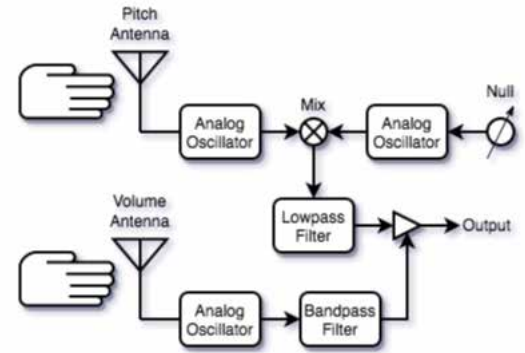 Pitch
Antenna
Mix
Null
Analog
Oscillator
Analog
Oscillator
Volume
Antenna
Lowpass
Filter
Output
Analog
Oscillator
Bandpass
Filter